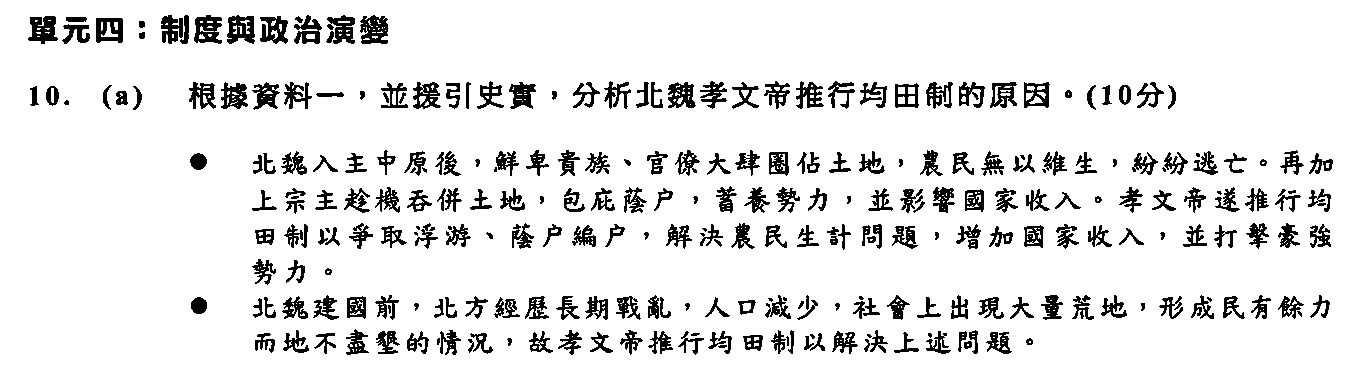 單元四：制度與政治演變
10. (a) 根據資料一，並援引史實，分析北魏孝文帝推行均田制的原因。(10分)
● 北魏入主中原後，鮮卑貴族、官僚大肆圈佔土地，農民無以維生，紛紛逃亡。再加
上宗主趁機吞併土地，包庇蔭户，蓄養勢力，並影響國家收入。孝文帝遂推行均
田制以爭取浮游、蔭户編户，解決農民生計問題，增加國家收入，並打擊豪強
勢力。
● 北魏建國前，北方經歷長期戰亂，人口減少，社會上出現大量荒地，形成民有餘力
而地不盡墾的情況，故孝文帝推行均田制以解決上述問題。